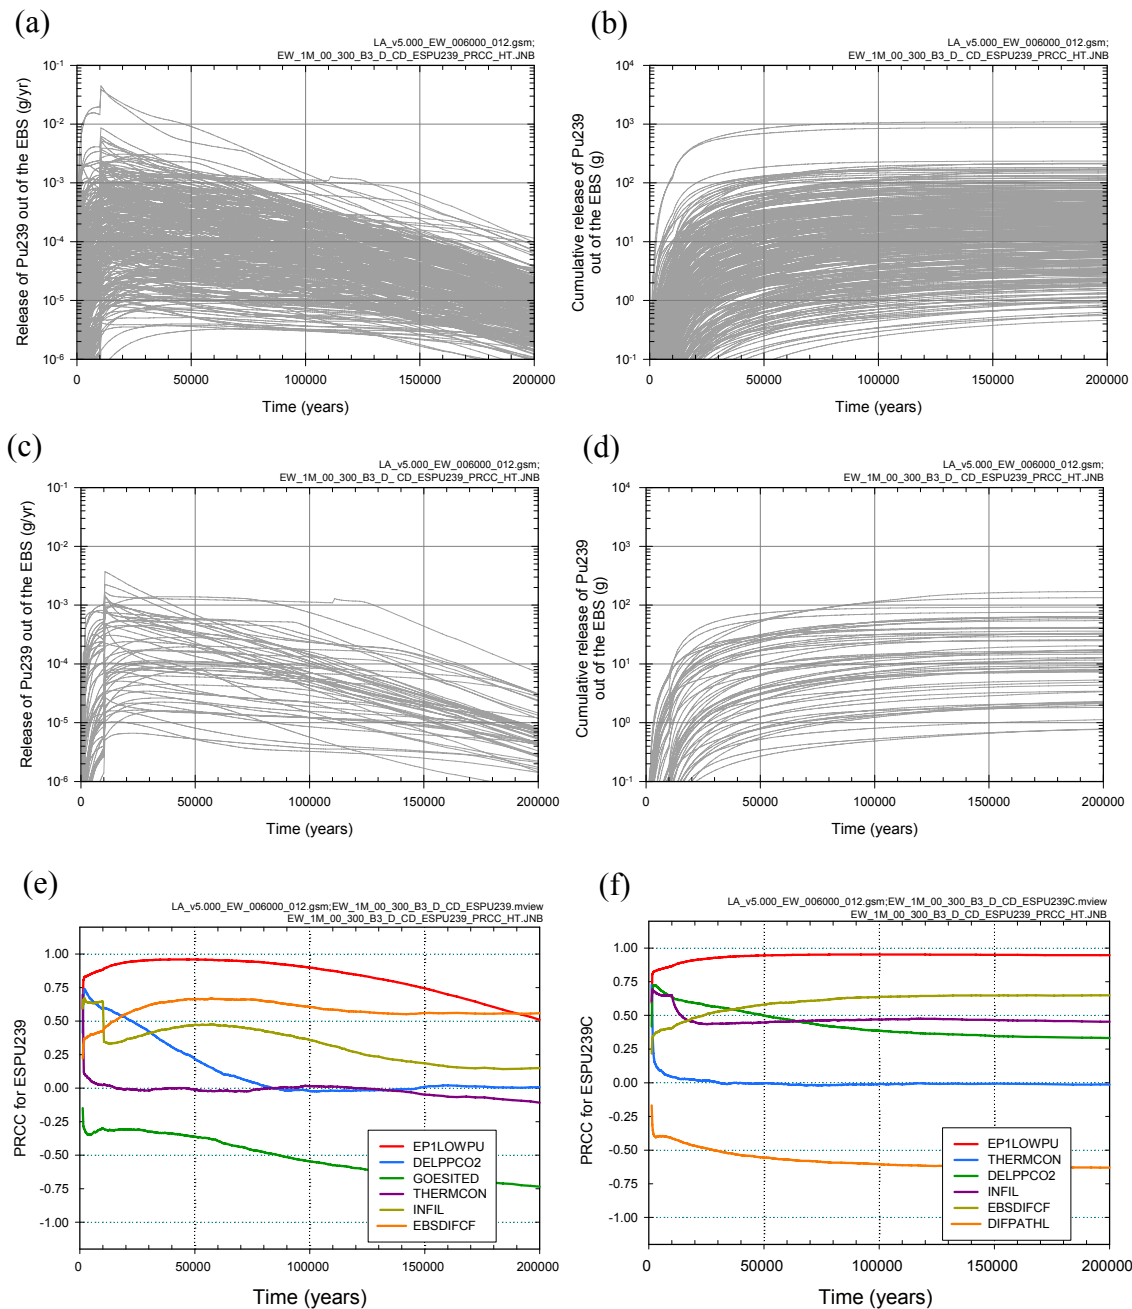 (a)
LA_v5.000_EW_006000_012.gsm;
EW_1M_00_300_B3_D_CD_ESPU239_PRCC_HT.JNB
Release of Pu239 out of the EBS (g/yr)
10-1
10-2
10-3
10-4
10-5
10-6
0 50000 100000 150000 200000
Time (years)
(b)
LA_v5.000_EW_006000_012.gsm;
EW_1M_00_300_B3_D_ CD_ESPU239_PRCC_HT.JNB
Cumulative release of Pu239
out of the EBS (g)
104
103
102
101
100
10-1
0 50000 100000 150000 200000
Time (years)
(c)
LA_v5.000_EW_006000_012.gsm;
EW_1M_00_300_B3_D_ CD_ESPU239_PRCC_HT.JNB
Release of Pu239 out of the EBS (g/yr)
10-1
10-2
10-3
10-4
10-5
10-6
0 50000 100000 150000 200000
Time (years)
(d)
LA_v5.000_EW_006000_012.gsm;
EW_1M_00_300_B3_D_ CD_ESPU239_PRCC_HT.JNB
Cumulative release of Pu239
out of the EBS (g)
104
103
102
101
100
10-1
0 50000 100000 150000 200000
Time (years)
(e)
LA_v5.000_EW_006000_012.gsm;EW_1M_00_300_B3_D_CD_ESPU239.mview
EW_1M_00_300_B3_D_CD_ESPU239_PRCC_HT.JNB
PRCC for ESPU239
1.00
0.75
0.50
0.25
0.00
-0.25
-0.50
-0.75
-1.00
EP1LOWPU
DELPPCO2
GOESITED
THERMCON
INFIL
EBSDIFCF
0 50000 100000 150000 200000
Time (years)
(f)
LA_v5.000_EW_006000_012.gsm;EW_1M_00_300_B3_D_CD_ESPU239C.mview
EW_1M_00_300_B3_D_CD_ESPU239_PRCC_HT.JNB
PRCC for ESPU239C
1.00
0.75
0.50
0.25
0.00
-0.25
-0.50
-0.75
-1.00
EP1LOWPU
THERMCON
DELPPCO2
INFIL
EBSDIFCF
DIFPATHL
0 50000 100000 150000 200000
Time (years)